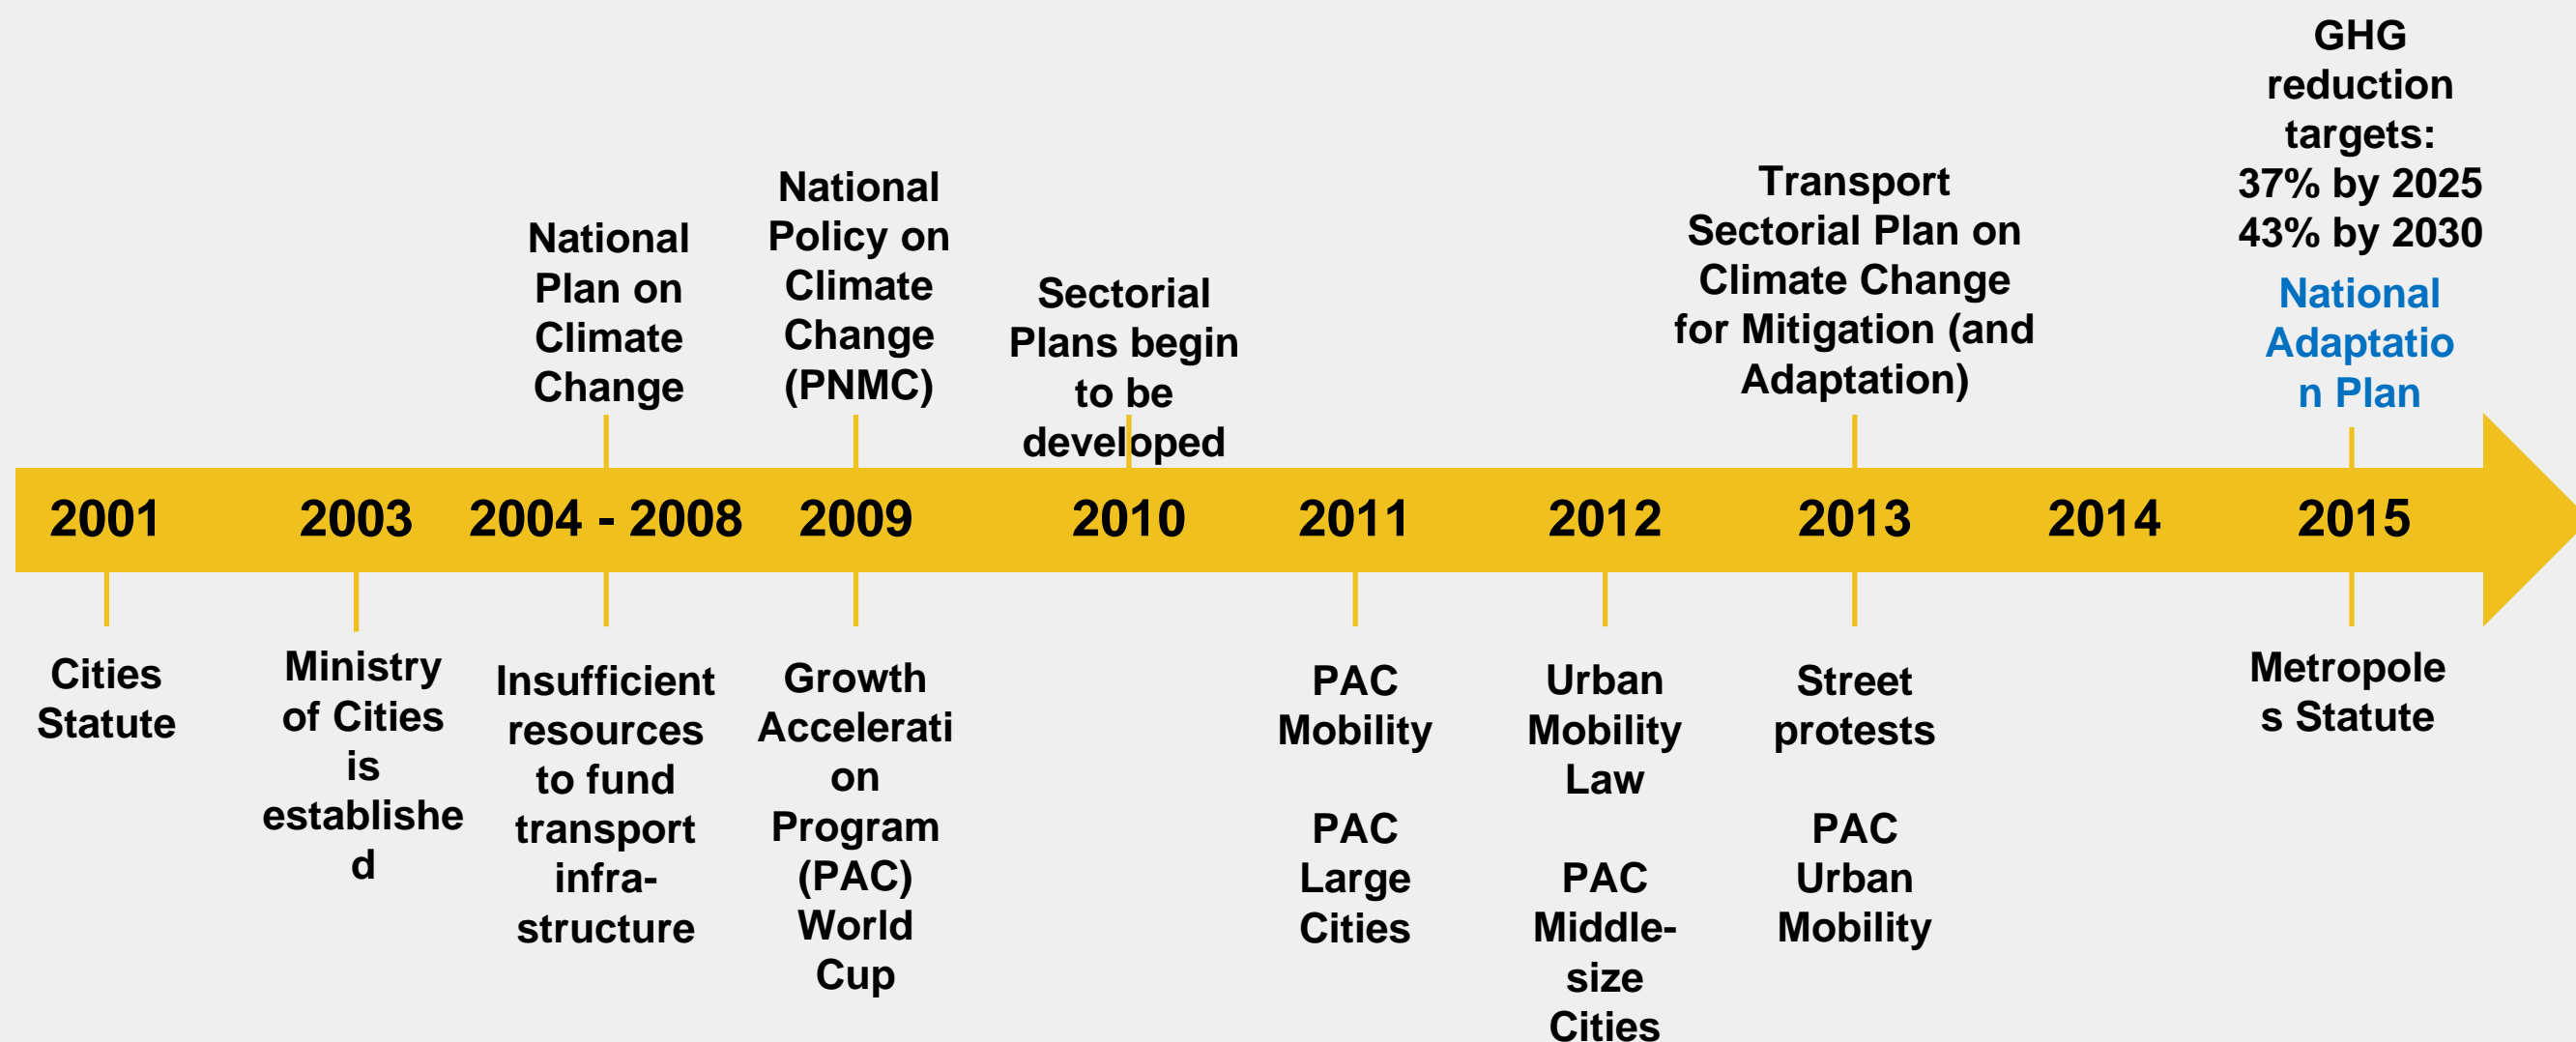 National
Plan on
Climate
Change
National
Policy on
Climate
Change
(PNMC)
Sectorial
Plans begin
to be
developed
Transport
Sectorial Plan on
Climate Change
for Mitigation (and
Adaptation)
GHG
reduction
targets:
37% by 2025
43% by 2030
National
Adaptatio
n Plan
2001
2003
2004 - 2008
2009
2010
2011
2012
2013
2014
2015
Cities
Statute
Ministry
of Cities
is
establishe
d
Insufficient
resources
to fund
transport
infra-
structure
Growth
Accelerati
on
Program
(PAC)
World
Cup
PAC
Mobility
PAC
Large
Cities
Urban
Mobility
Law
PAC
Middle-
size
Cities
Street
protests
PAC
Urban
Mobility
Metropole
s Statute